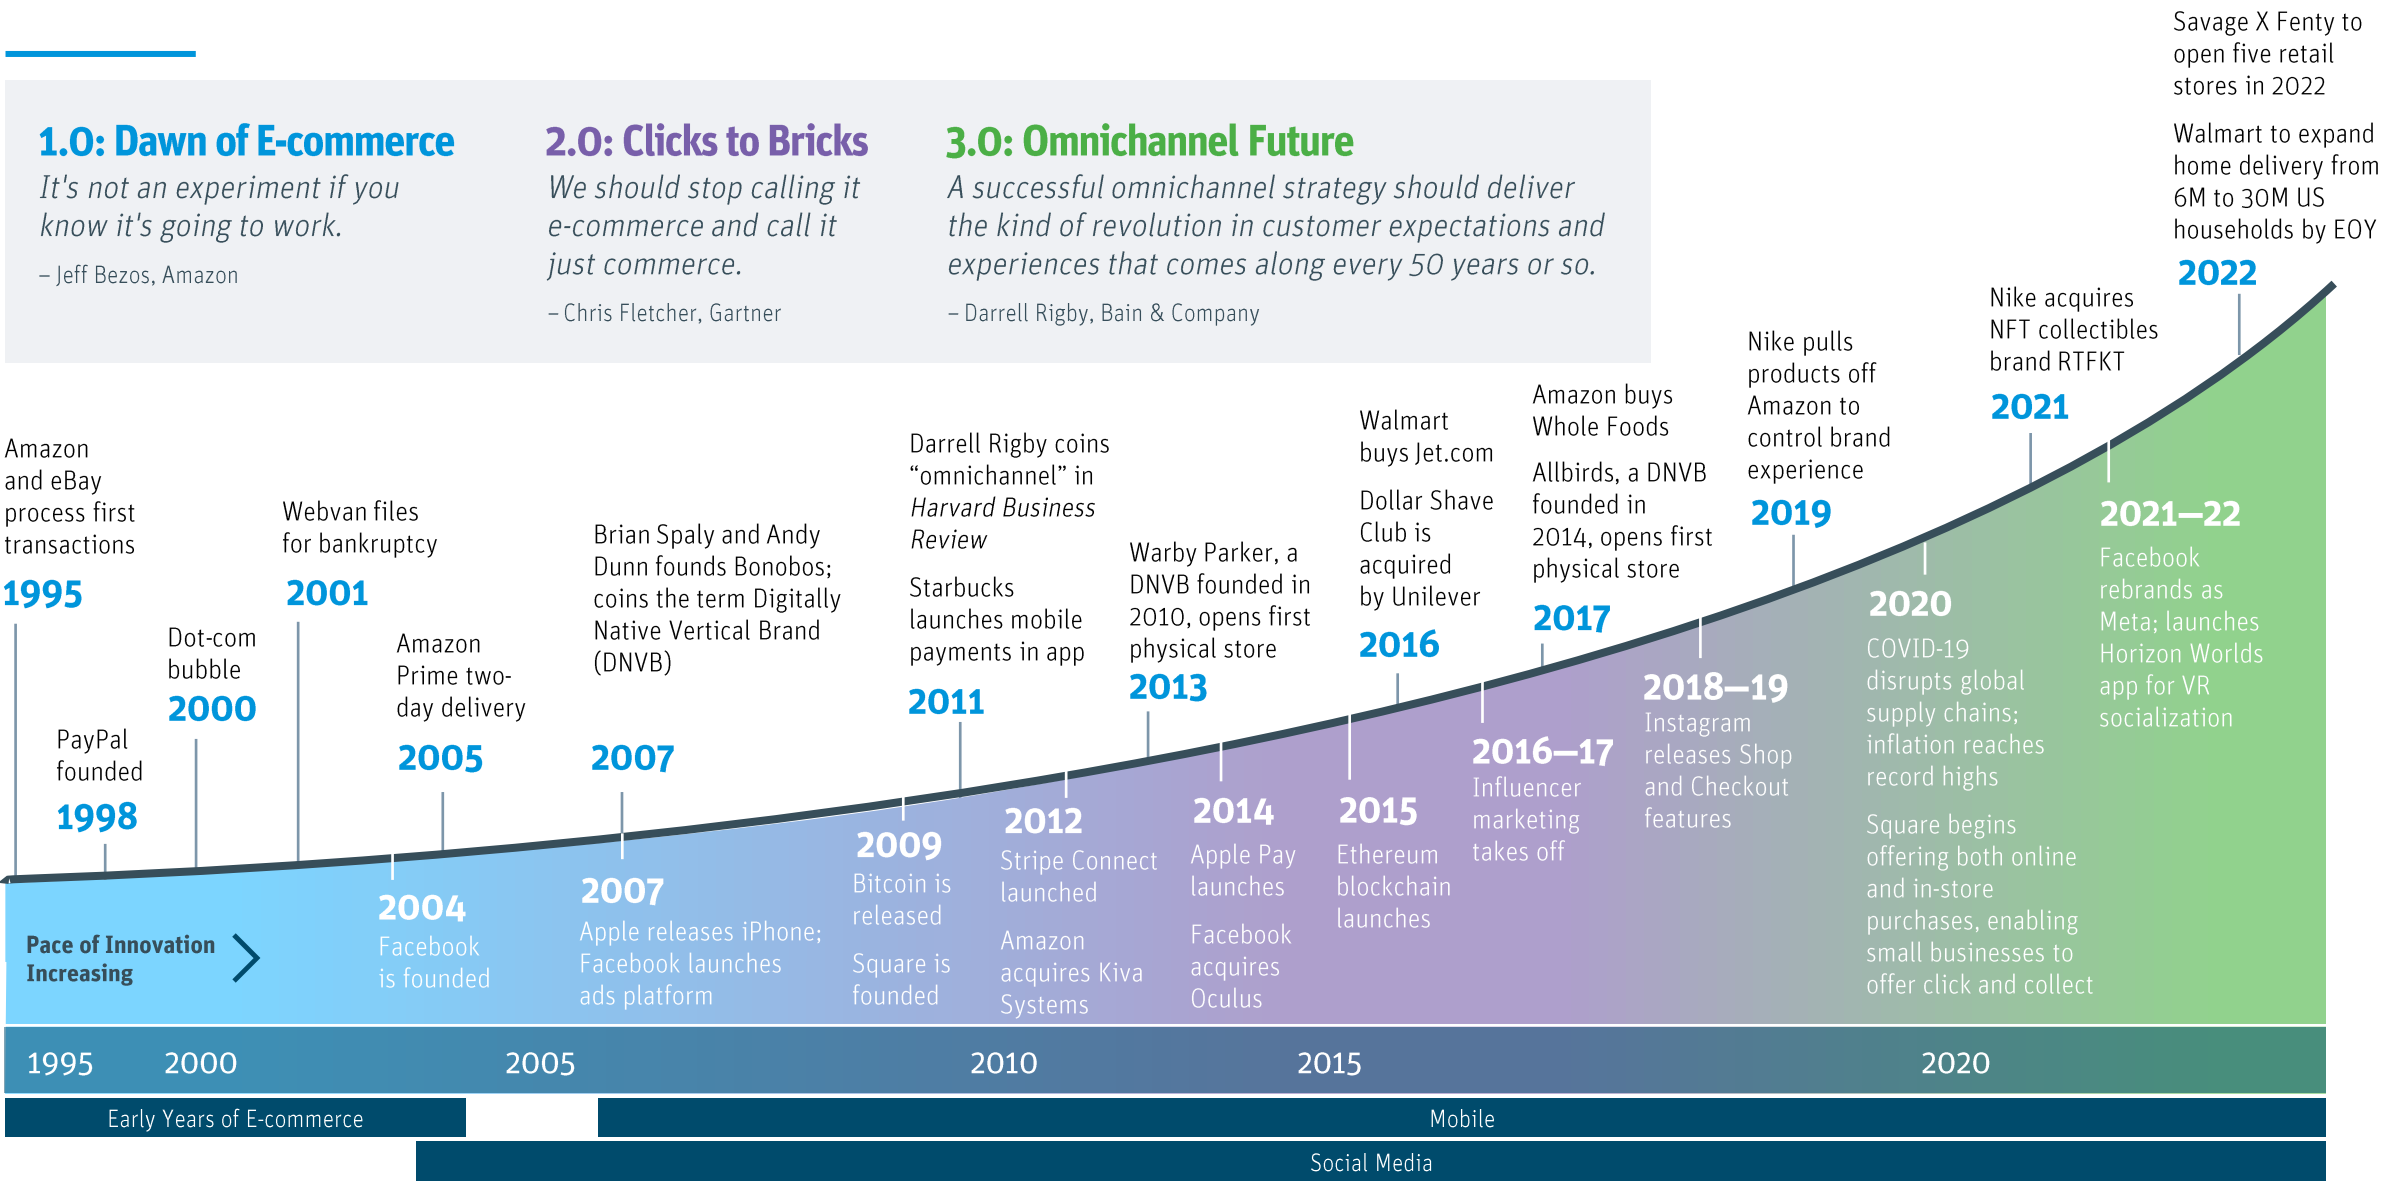 1.0: Dawn of E-commerce
It's not an experiment if you
know it's going to work.
– Jeff Bezos, Amazon
2.0: Clicks to Bricks
We should stop calling it
e-commerce and call it
just commerce.
– Chris Fletcher, Gartner
3.0: Omnichannel Future
A successful omnichannel strategy should deliver
the kind of revolution in customer expectations and
experiences that comes along every 50 years or so.
– Darrell Rigby, Bain & Company
Amazon
and eBay
process first
transactions
1995
PayPal
founded
1998
Dot-com
bubble
2000
Webvan files
for bankruptcy
2001
Amazon
Prime two-
day delivery
2005
Brian Spaly and Andy
Dunn founds Bonobos;
coins the term Digitally
Native Vertical Brand
(DNVB)
2007
Darrell Rigby coins
“omnichannel” in
Harvard Business
Review
Starbucks
launches mobile
payments in app
2011
Warby Parker, a
DNVB founded in
2010, opens first
physical store
2013
Walmart
buys Jet.com
Dollar Shave
Club is
acquired
by Unilever
2016
Amazon buys
Whole Foods
Allbirds, a DNVB
founded in
2014, opens first
physical store
2017
Nike pulls
products off
Amazon to
control brand
experience
2019
Nike acquires
NFT collectibles
brand RTFKT
2021
Savage X Fenty to
open five retail
stores in 2022
Walmart to expand
home delivery from
6M to 30M US
households by EOY
2022
Pace of Innovation
Increasing
2004
Facebook
is founded
2007
Apple releases iPhone;
Facebook launches
ads platform
2009
Bitcoin is
released
Square is
founded
2012
Stripe Connect
launched
Amazon
acquires Kiva
Systems
2014
Apple Pay
launches
Facebook
acquires
Oculus
2015
Ethereum
blockchain
launches
2016–17
Influencer
marketing
takes off
2018–19
Instagram
releases Shop
and Checkout
features
2020
COVID-19
disrupts global
supply chains;
inflation reaches
record highs
Square begins
offering both online
and in-store
purchases, enabling
small businesses to
offer click and collect
2021–22
Facebook
rebrands as
Meta; launches
Horizon Worlds
app for VR
socialization
1995 2000 2005 2010 2015 2020
Early Years of E-commerce
Mobile
Social Media